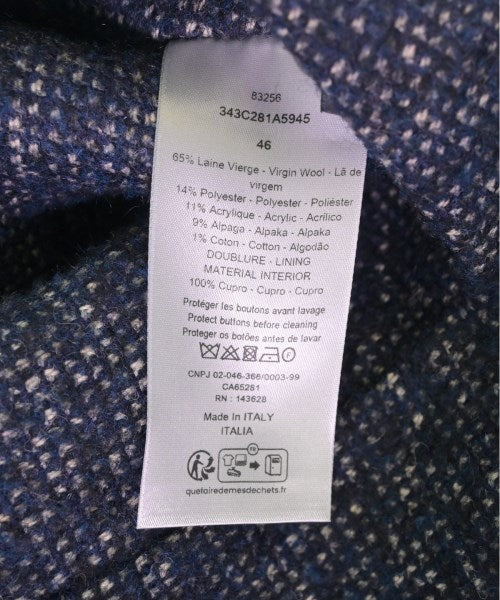 83256
343C281A5945
46
65% Laine Vierge - Virgin Wool - Lã de
virgem
14% Polyester - Polyester - Poliéster
11% Acrylique - Acrylic - Acrílico
9% Alpaga - Alpaka - Alpaka
1% Coton - Cotton - Algodão
DOUBLURE - LINING
MATERIAL INTERIOR
100% Cupro - Cupro - Cupro
Protéger les boutons avant lavage
Protect buttons before cleaning
Proteger os botões antes de lavar
CNPJ 02-046-366/0003-99
CA65281
RN : 143628
Made In ITALY
ITALIA
FR
quefairedemesdechets.fr